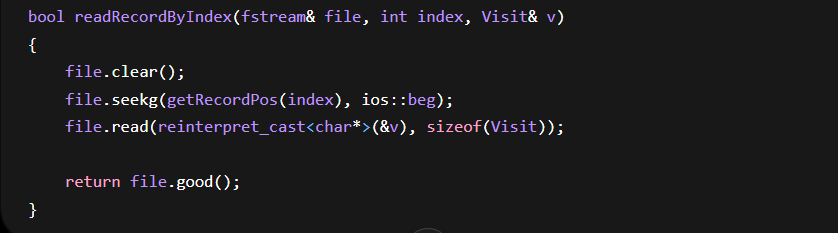 bool readRecordByIndex(fstream& file, int index, Visit& v)
{
    file.clear();
    file.seekg(getRecordPos(index), ios::beg);
    file.read(reinterpret_cast<char*>(&v), sizeof(Visit));
    return file.good();
}